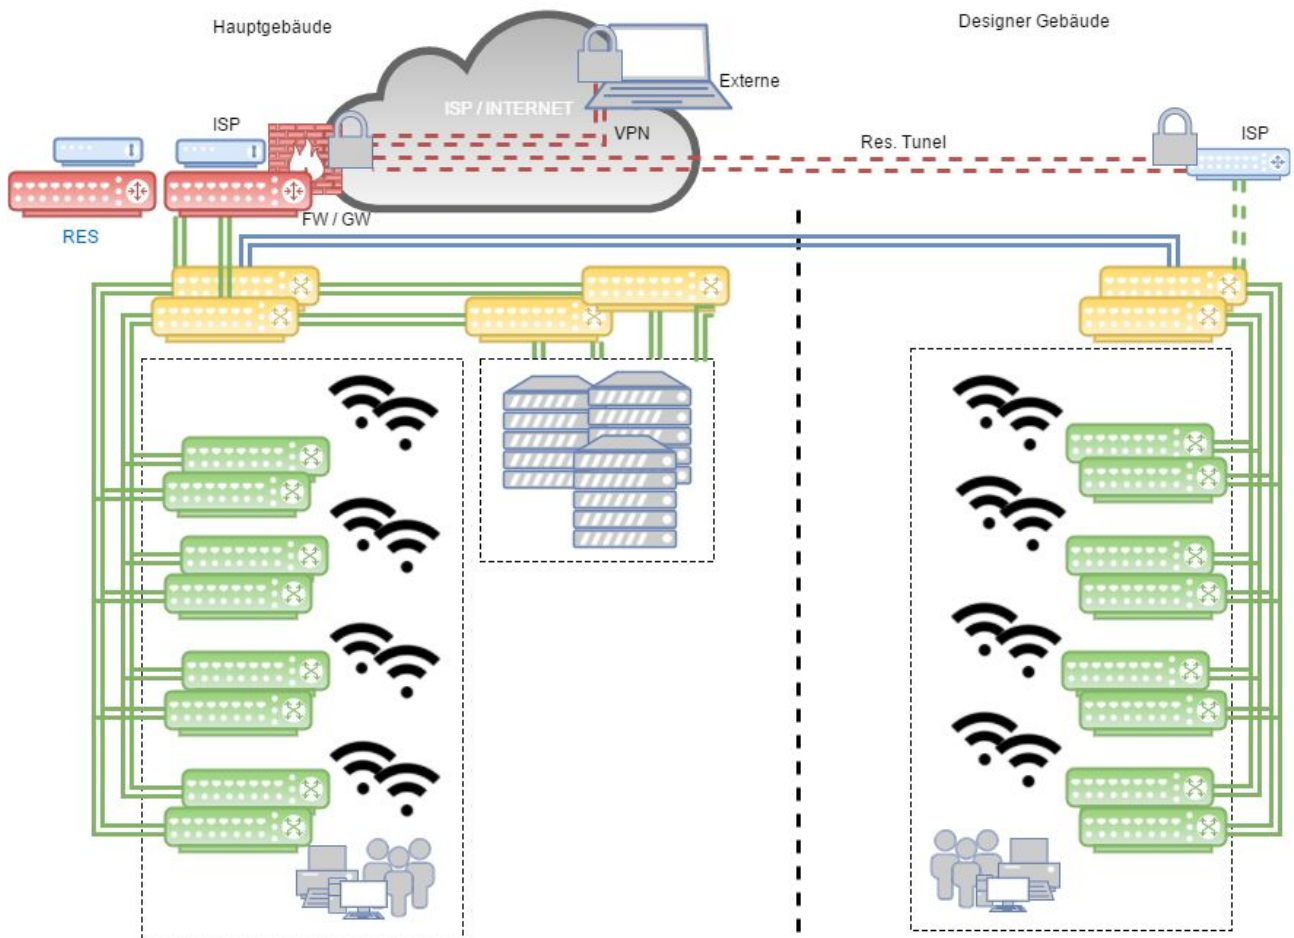 Hauptgebäude
Designer Gebäude
Externe
ISP / INTERNET
ISP
VPN
Res. Tunel
ISP
FW / GW
RES